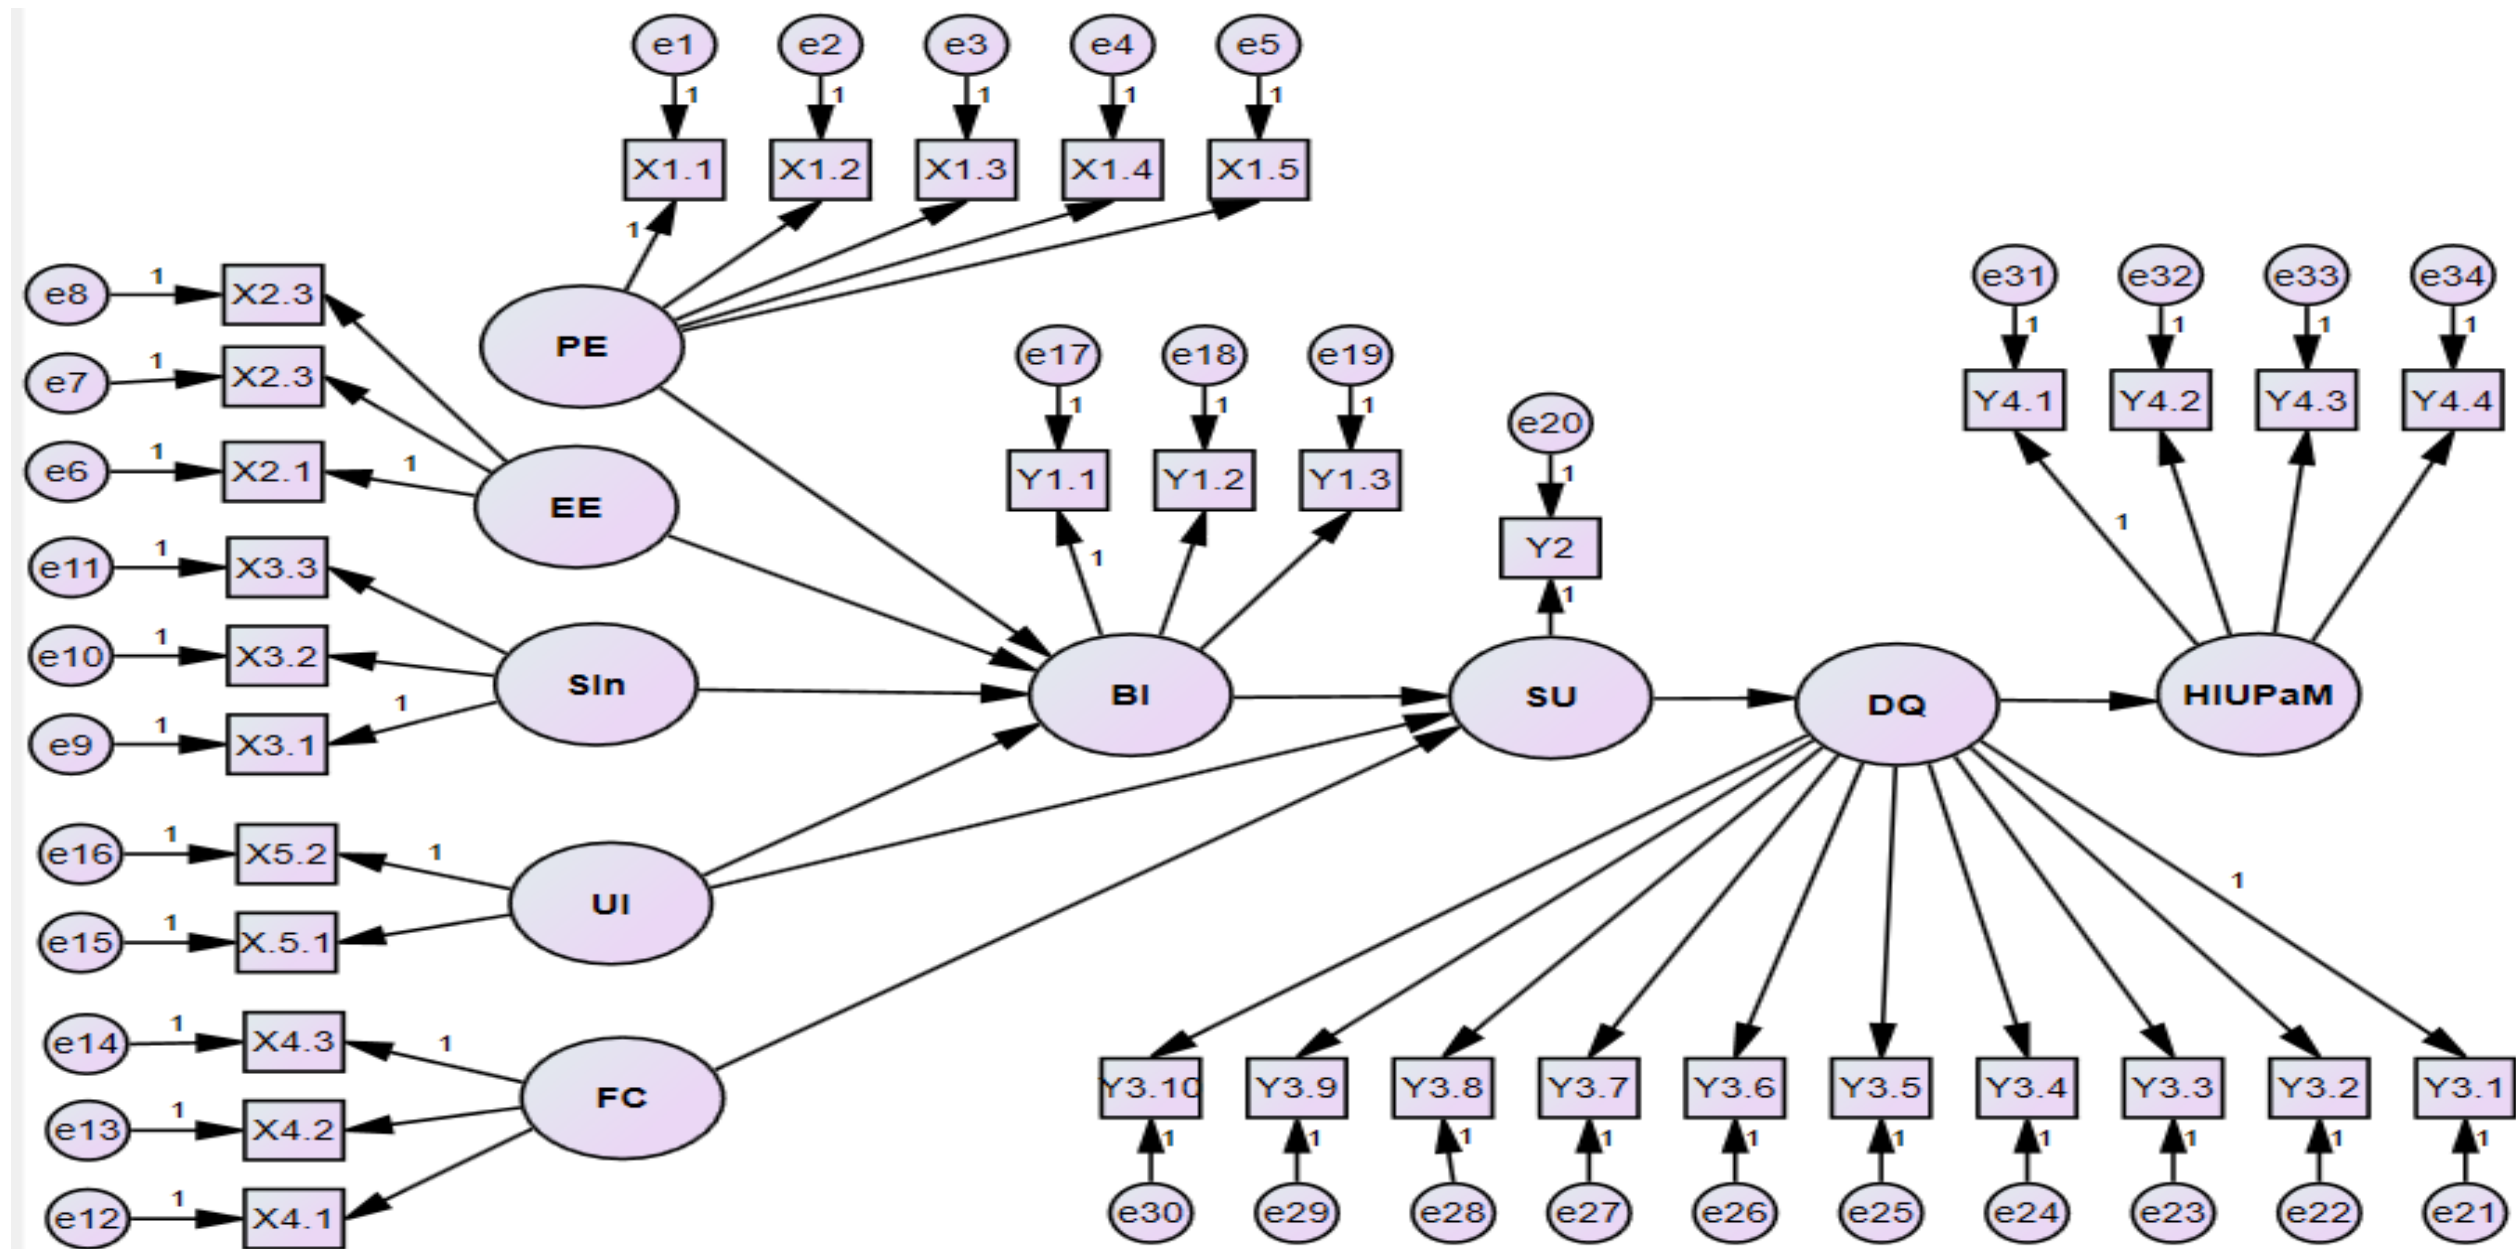 e1 e2 e3 e4 e5
1 1 1 1 1
X1.1 X1.2 X1.3 X1.4 X1.5
1
e31 e32 e33 e34
1 1 1 1
Y4.1 Y4.2 Y4.3 Y4.4
1
e8 1 X2.3
e7 1 X2.3
e6 1 X2.1 1
PE
EE
e17 e18 e19
1 1 1
Y1.1 Y1.2 Y1.3
1
e20
1
Y2
1
e11 1 X3.3
e10 1 X3.2
e9 1 X3.1 1
SIn
BI
SU
DQ
HIUPaM
e16 1 X5.2 1
e15 1 X.5.1
UI
1
e14 1 X4.3 1
e13 1 X4.2
e12 1 X4.1
FC
Y3.10 Y3.9 Y3.8 Y3.7 Y3.6 Y3.5 Y3.4 Y3.3 Y3.2 Y3.1
1 1 1 1 1 1 1 1 1 1
e30 e29 e28 e27 e26 e25 e24 e23 e22 e21